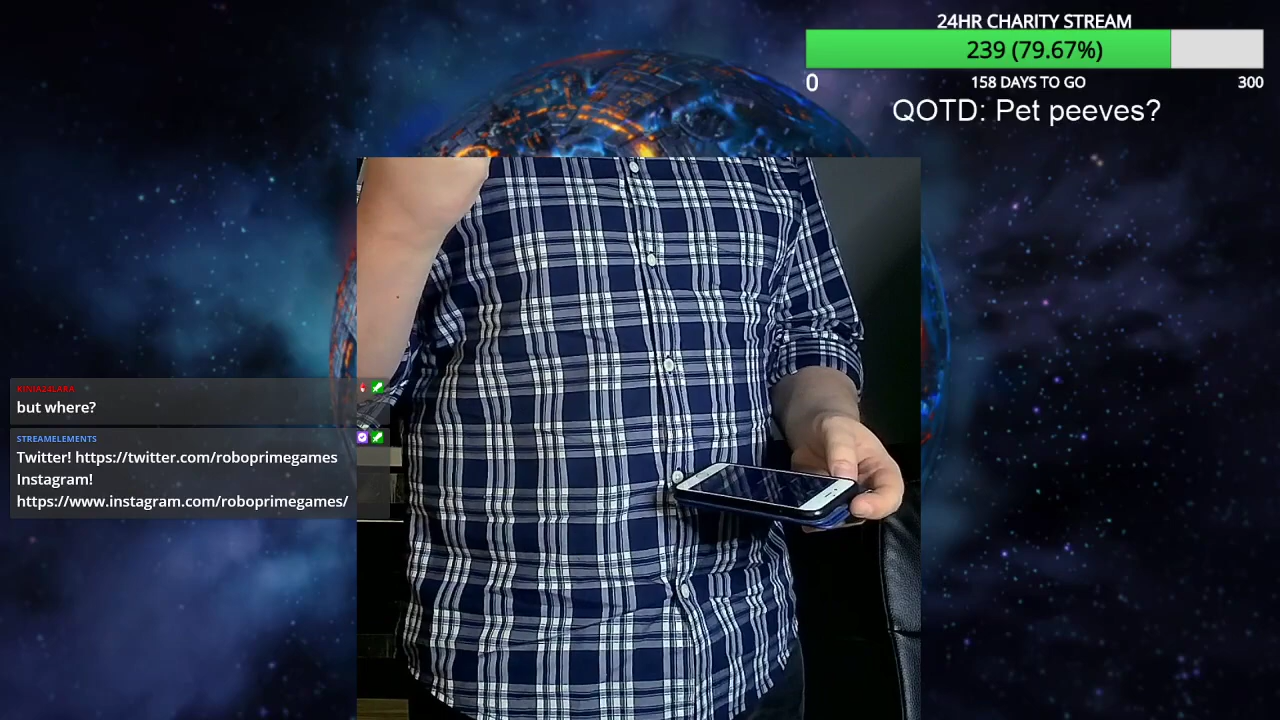 24HR CHARITY STREAM
239 (79.67%)
0
158 DAYS TO GO
300
QOTD: Pet peeves?
KINIA24LARA
but where?
STREAMELEMENTS
Twitter! https://twitter.com/roboprimegames
Instagram!
https://www.instagram.com/roboprimegames/